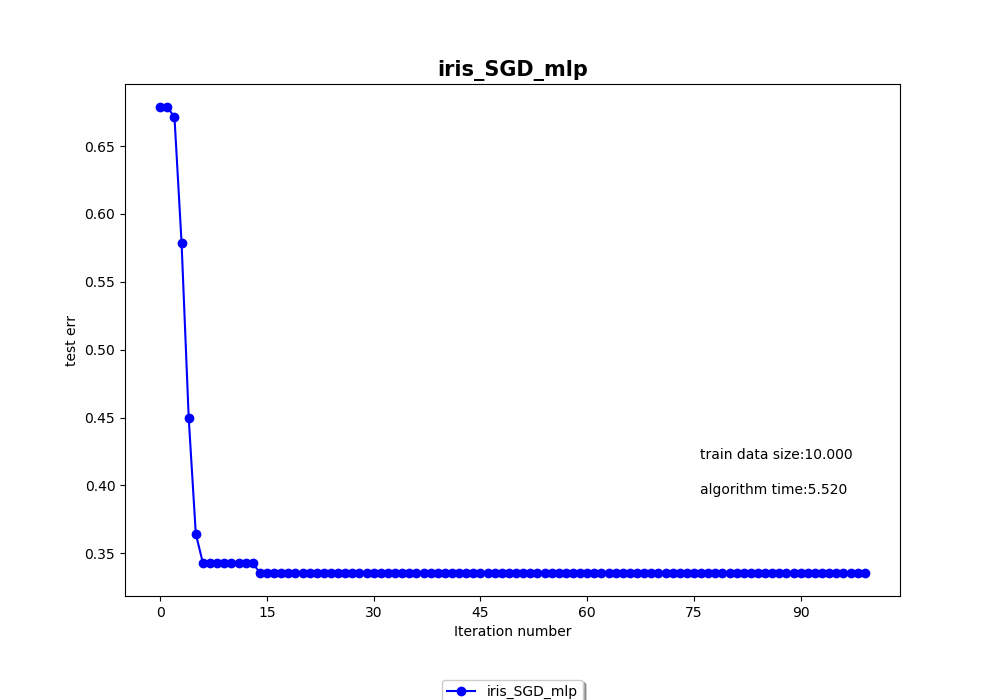 iris_SGD_mlp
0.65
0.60
0.55
0.50
0.45
0.40
0.35
test err
train data size:10.000
algorithm time:5.520
0 15 30 45 60 75 90
Iteration number
iris_SGD_mlp